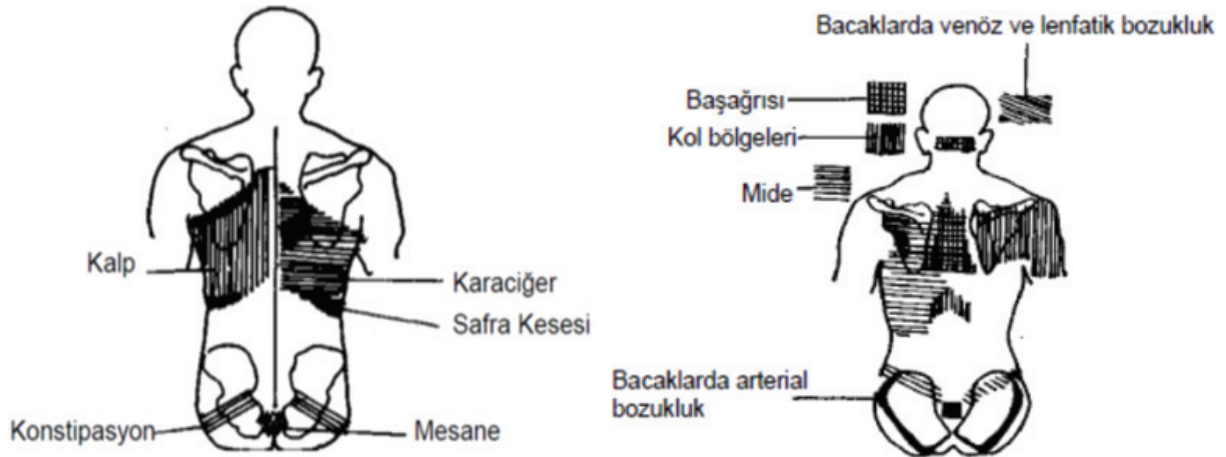 Kalp
Karaciğer
Safra Kesesi
Konstipasyon
Mesane
Bacaklarda venöz ve lenfatik bozukluk
Başağrısı
Kol bölgeleri
Mide
Bacaklarda arterial
bozukluk